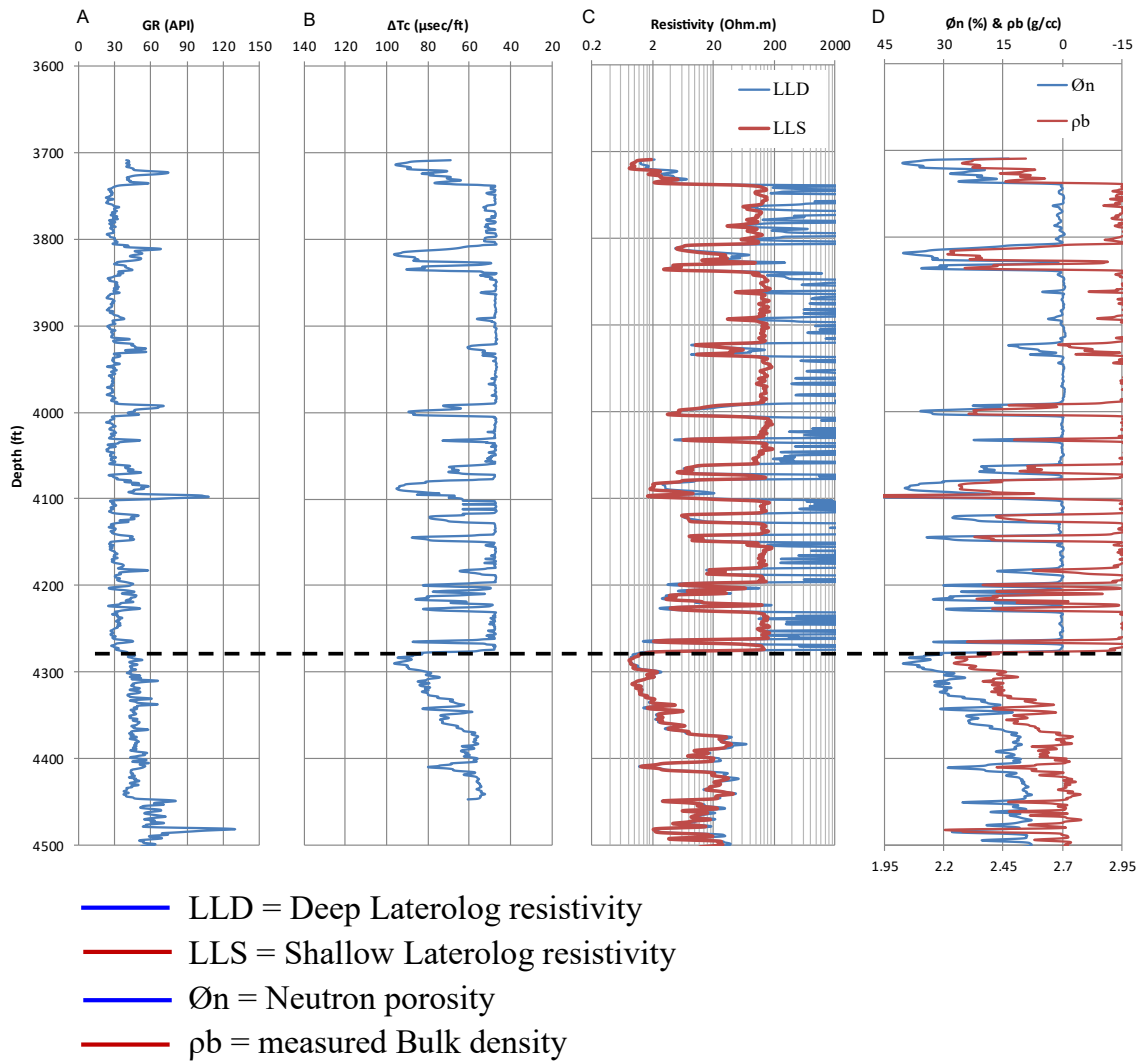 A
GR (API)
0 30 60 90 120 150
B
ΔTc (μsec/ft)
100 80 60 40 20
C
Resistivity (Ohm.m)
0.2 2 20 200 2000
D
Øn (%) & ρb (g/cc)
45 30 15 0 -15
LLD
LLS
Øn
ρb
Depth (ft)
3600
3700
3800
3900
4000
4100
4200
4300
4400
4500
1.95 2.2 2.45 2.7 2.95
LLD = Deep Laterolog resistivity
LLS = Shallow Laterolog resistivity
Øn = Neutron porosity
ρb = measured Bulk density